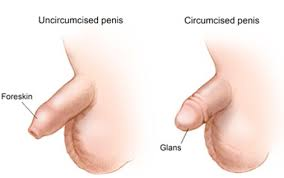 Uncircumcised penis
Circumcised penis
Foreskin
Glans